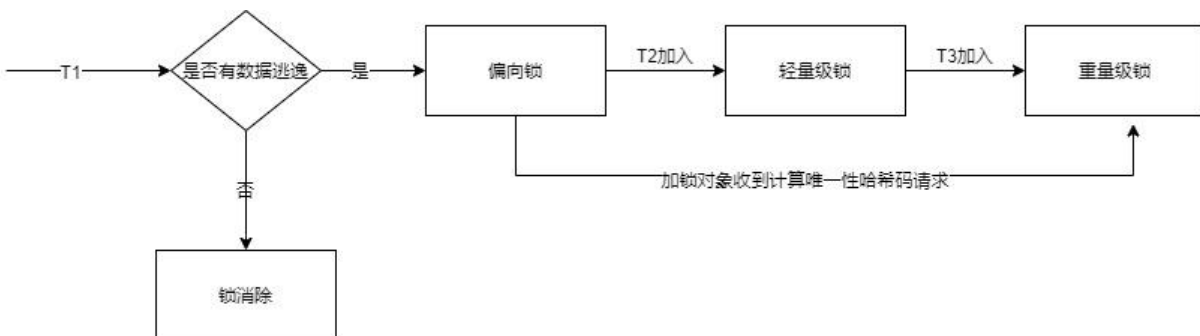 T1
是否有数据逃逸
是
偏向锁
T2加入
轻量级锁
T3加入
重量级锁
加锁对象收到计算唯一性哈希码请求
否
锁消除